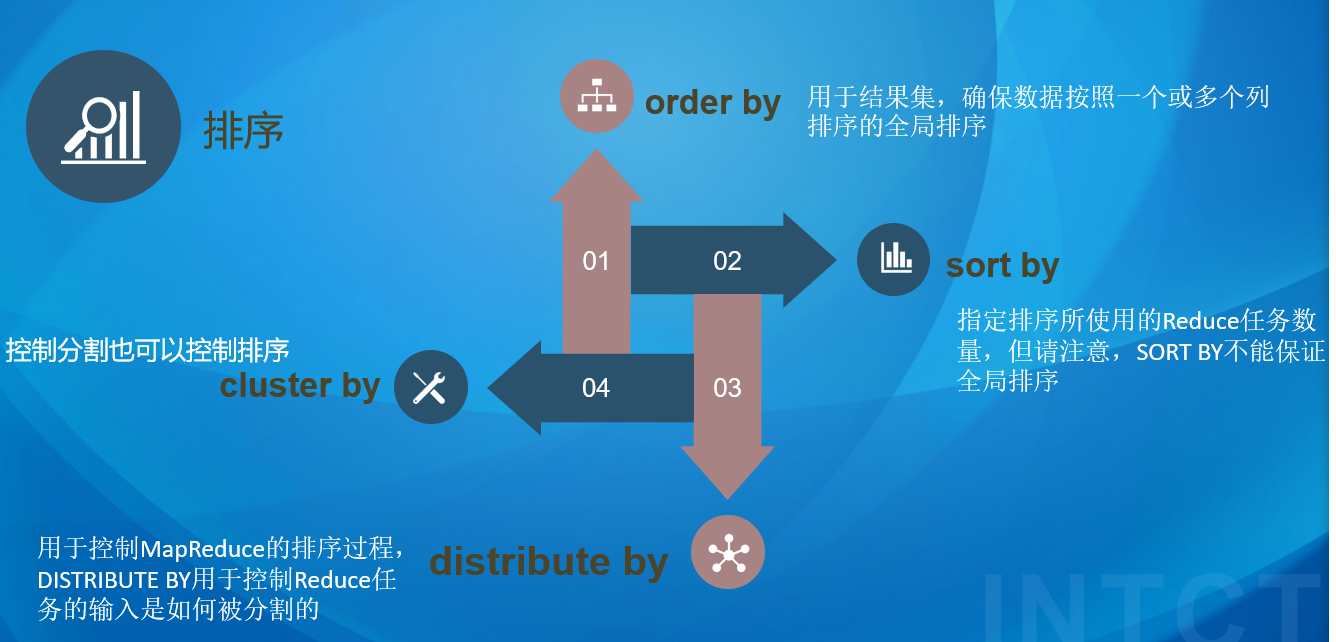 排序
order by
用于结果集，确保数据按照一个或多个列
排序的全局排序
01
02
sort by
指定排序所使用的Reduce任务数
量，但请注意，SORT BY不能保证
全局排序
控制分割也可以控制排序
cluster by
04
03
用于控制MapReduce的排序过程，
DISTRIBUTE BY用于控制Reduce任
务的输入是如何被分割的
distribute by
INTCT